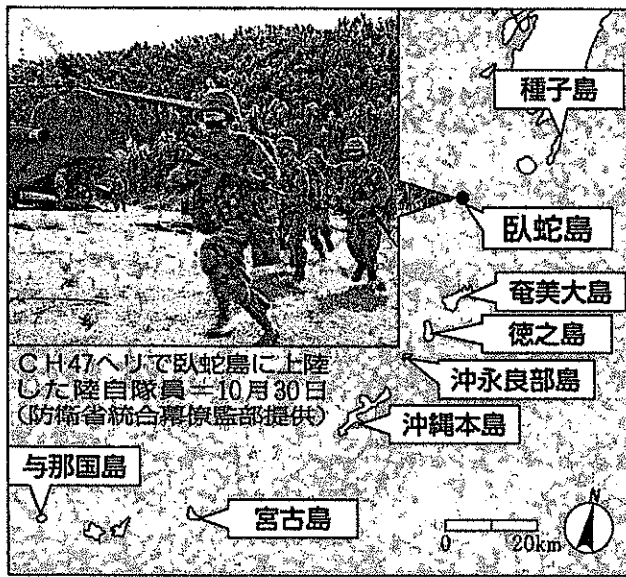 種子島
臥蛇島
奄美大島
徳之島
沖永良部島
沖縄本島
ＣＨ47ヘリで臥蛇島に上陸
した陸自隊員＝10月30日
(防衛省統合幕僚監部提供)
与那国島
宮古島
N
0 20km